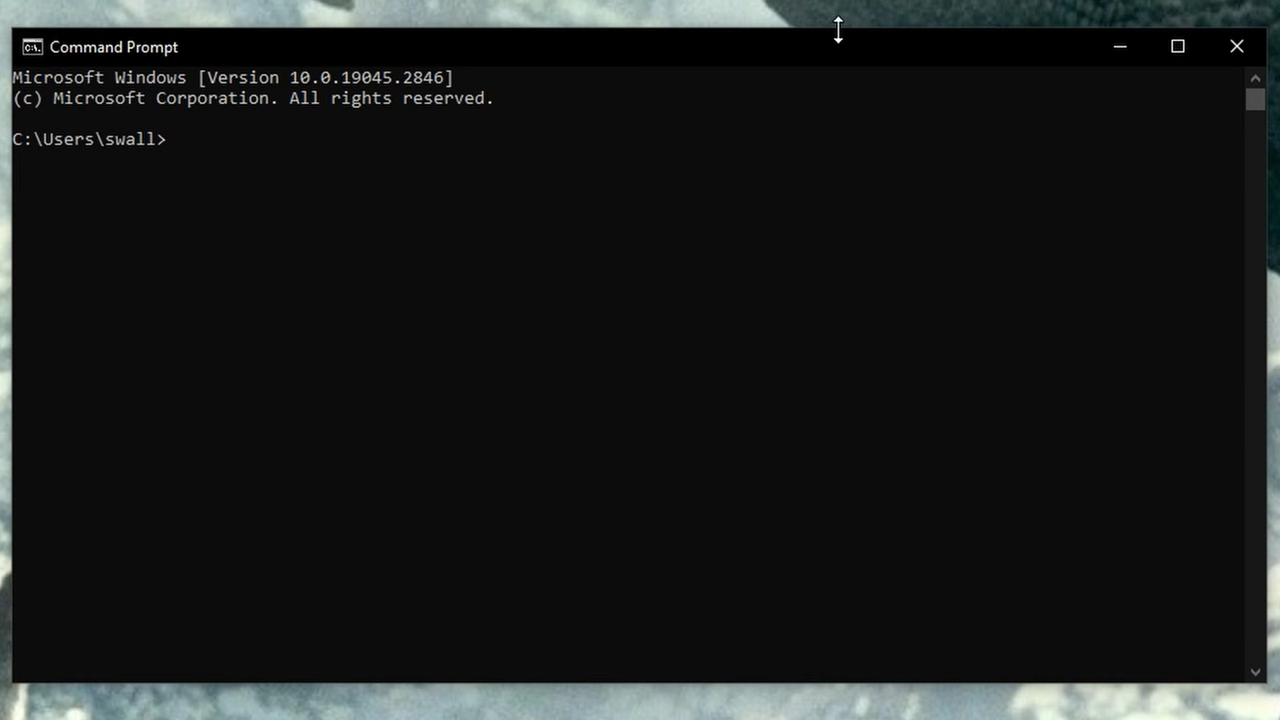 Command Prompt
Microsoft Windows [Version 10.0.19045.2846]
(c) Microsoft Corporation. All rights reserved.
C:\Users\swall>